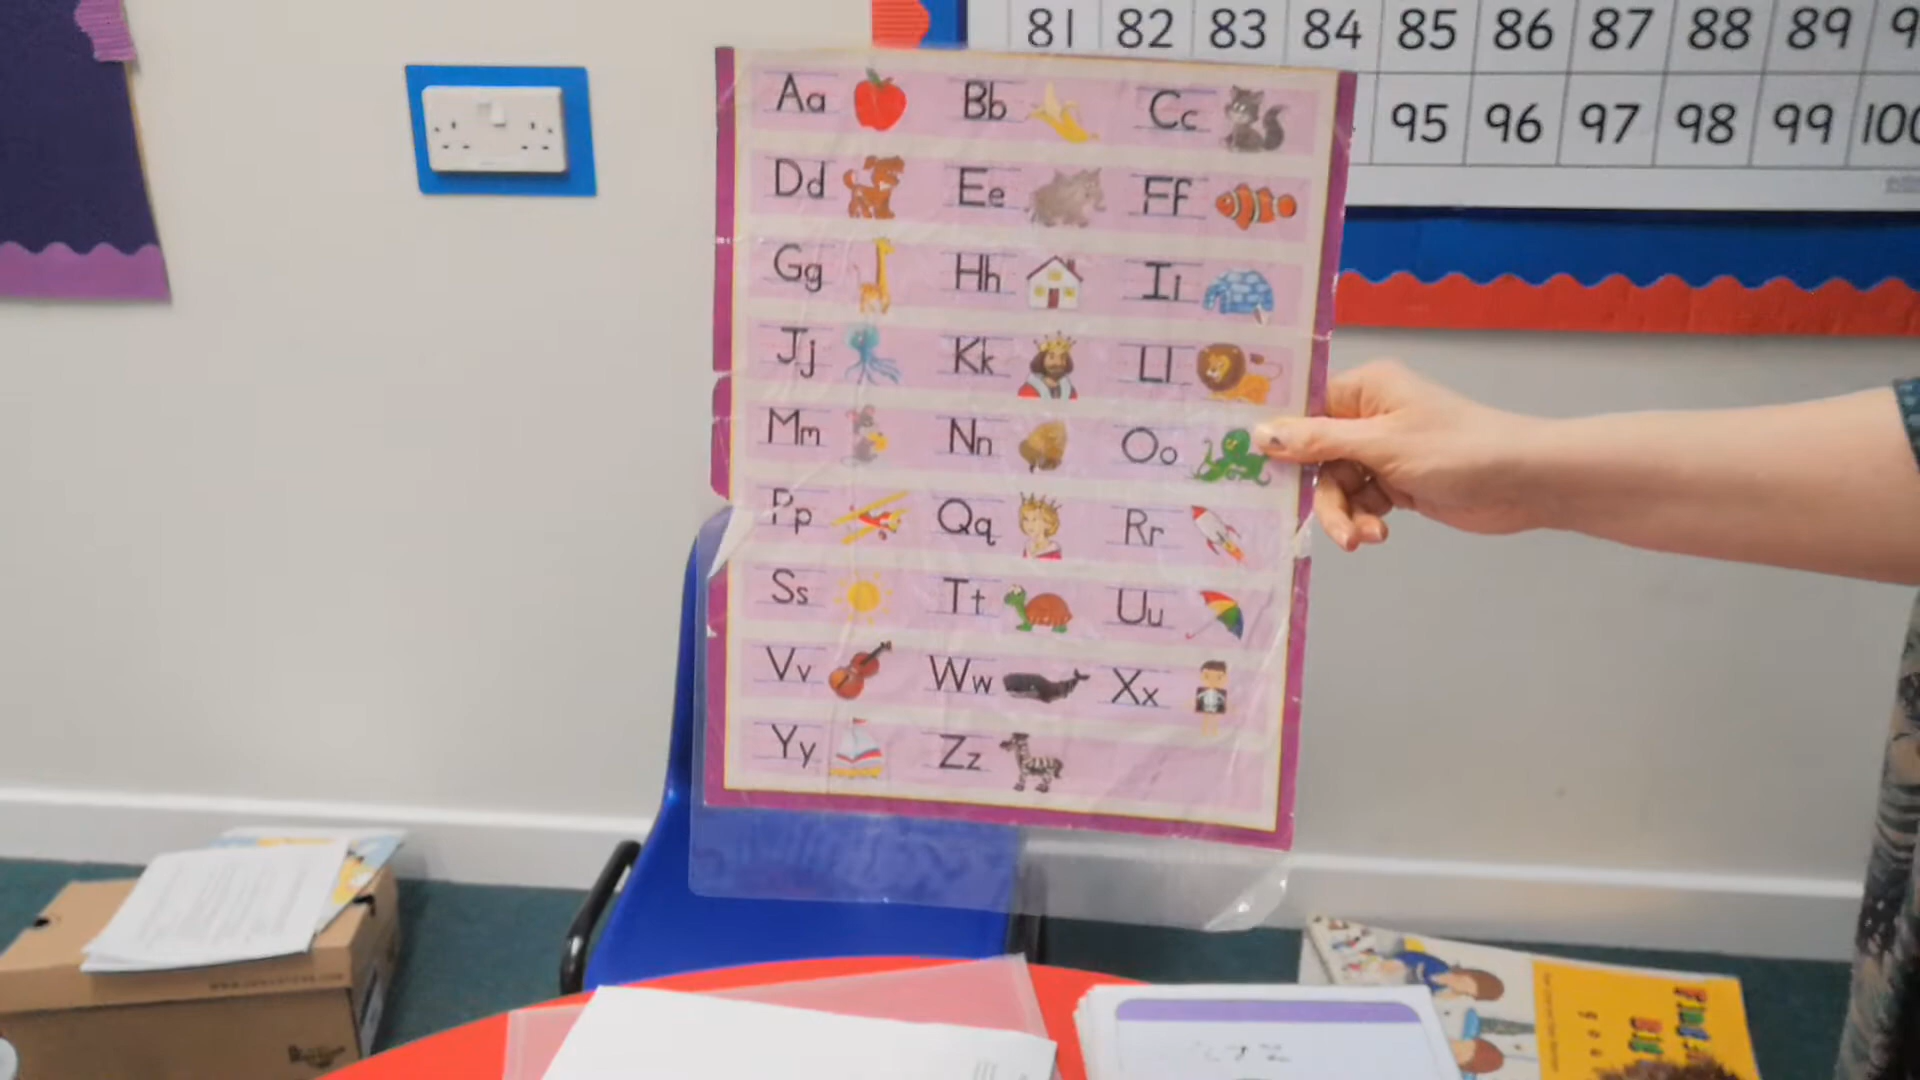 81 82 83 84 85 86 87 88 89
95 96 97 98 99 100
Aa Bb Cc
Dd Ee Ff
Gg Hh Ii
Jj Kk Ll
Mm Nn Oo
Pp Qq Rr
Ss Tt Uu
Vv Ww Xx
Yy Zz